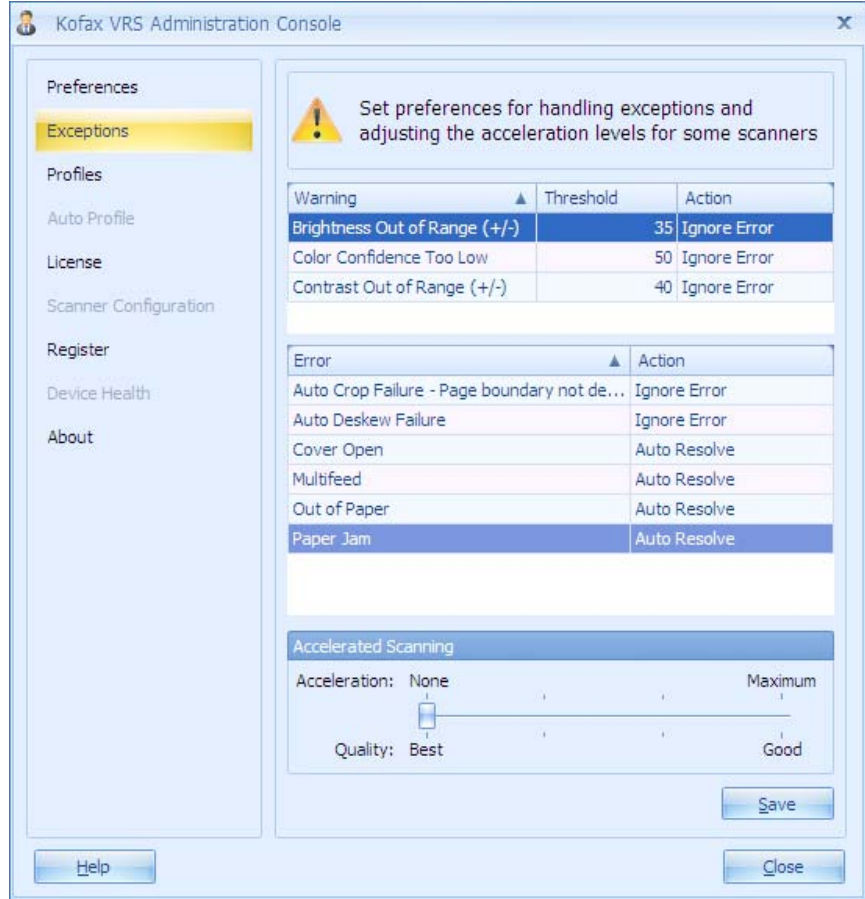 Kofax VRS Administration Console
Preferences
Exceptions
Profiles
Auto Profile
License
Scanner Configuration
Register
Device Health
About
Set preferences for handling exceptions and
adjusting the acceleration levels for some scanners
Warning Threshold Action
Brightness Out of Range (+/-) 35 Ignore Error
Color Confidence Too Low 50 Ignore Error
Contrast Out of Range (+/-) 40 Ignore Error
Error Action
Auto Crop Failure - Page boundary not de... Ignore Error
Auto Deskew Failure Ignore Error
Cover Open Auto Resolve
Multifeed Auto Resolve
Out of Paper Auto Resolve
Paper Jam Auto Resolve
Accelerated Scanning
Acceleration: None Maximum
Quality: Best Good
Save
Help Close